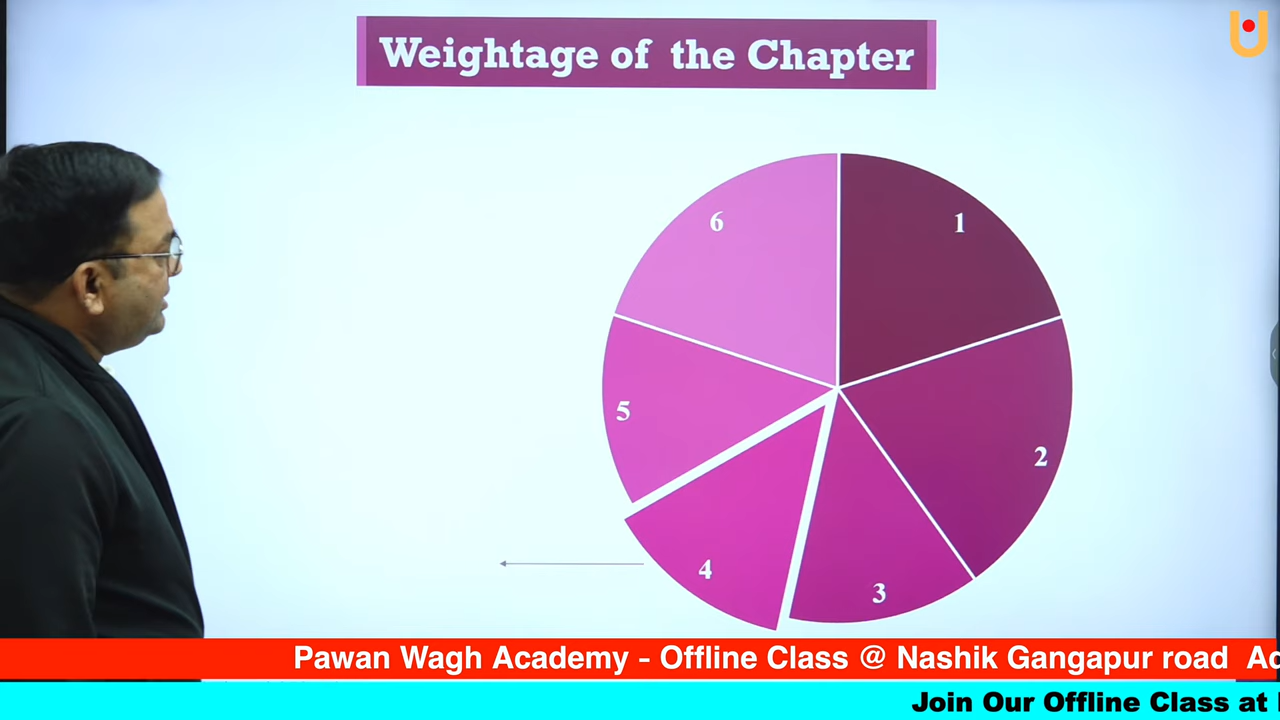 Weightage of the Chapter
6
1
5
2
4
3
Pawan Wagh Academy - Offline Class @ Nashik Gangapur road
Join Our Offline Class at